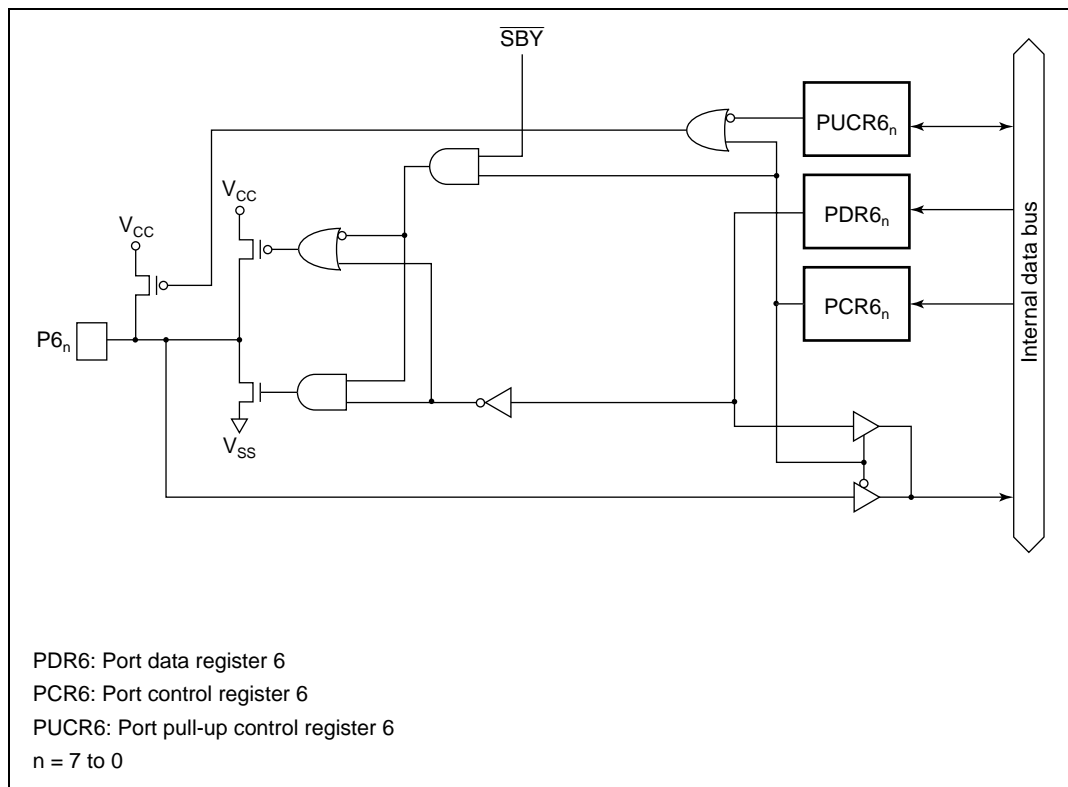 SBY
PUCR6n
VCC
PDR6n
VCC
Internal data bus
PCR6n
P6n
VSS
PDR6: Port data register 6
PCR6: Port control register 6
PUCR6: Port pull-up control register 6
n = 7 to 0